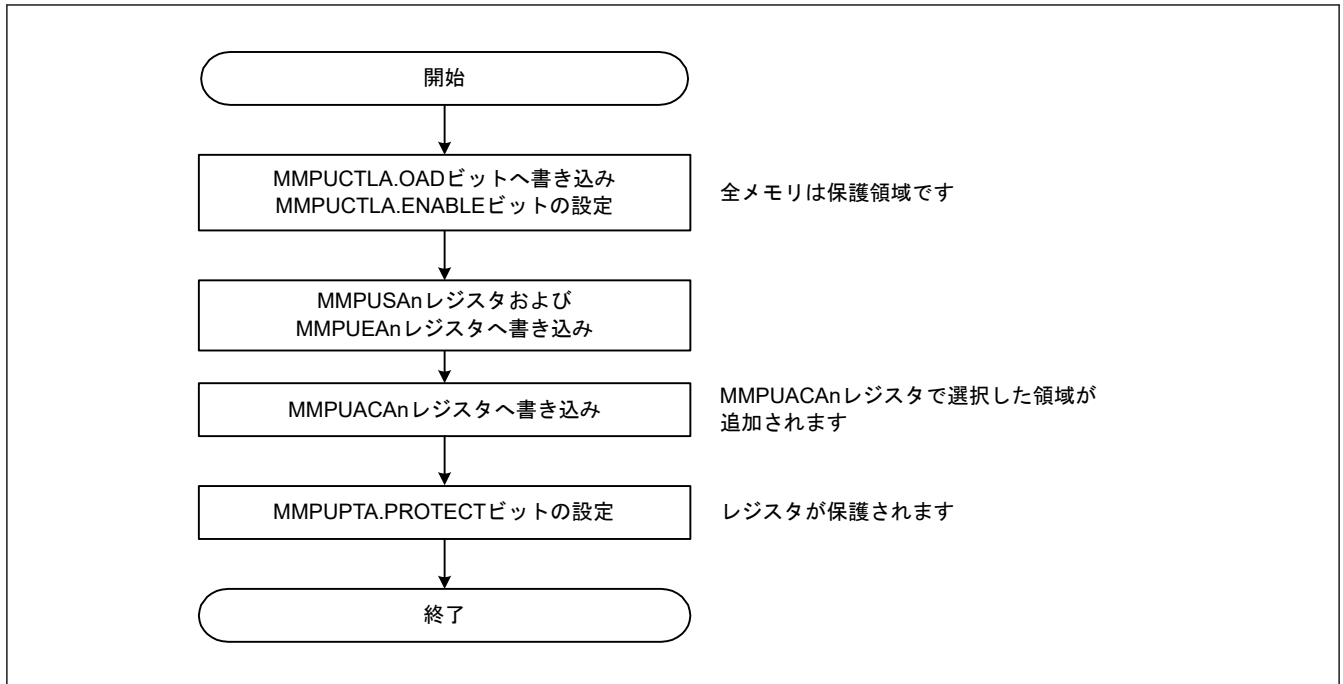 開始
MMPUCTLA.OADビットへ書き込み
MMPUCTLA.ENABLEビットの設定
全メモリは保護領域です
MMPUSAnレジスタおよび
MMPUEAnレジスタへ書き込み
MMPUACAnレジスタへ書き込み
MMPUACAnレジスタで選択した領域が
追加されます
MMPUPTA.PROTECTビットの設定
レジスタが保護されます
終了